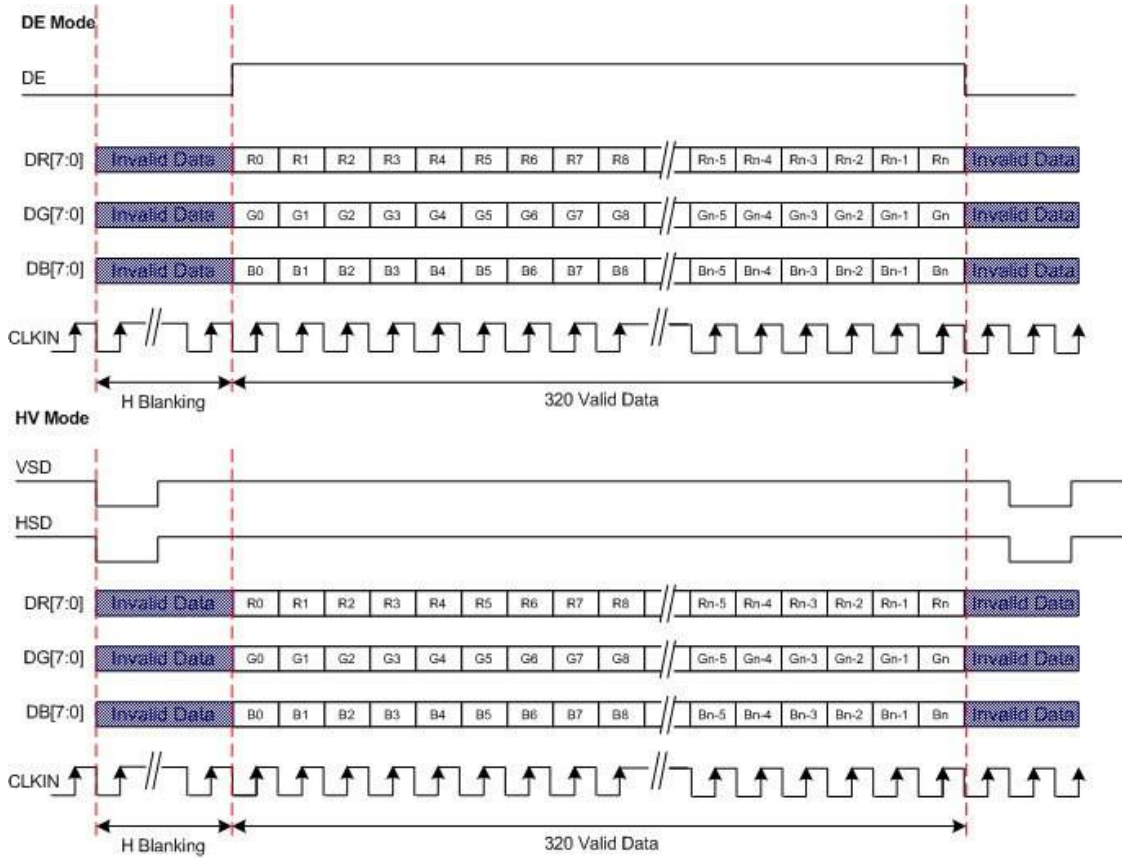 DE Mode
DE
DR[7:0] Invalid Data R0 R1 R2 R3 R4 R5 R6 R7 R8 // Rn-5 Rn-4 Rn-3 Rn-2 Rn-1 Rn Invalid Data
DG[7:0] Invalid Data G0 G1 G2 G3 G4 G5 G6 G7 G8 // Gn-5 Gn-4 Gn-3 Gn-2 Gn-1 Gn Invalid Data
DB[7:0] Invalid Data B0 B1 B2 B3 B4 B5 B6 B7 B8 // Bn-5 Bn-4 Bn-3 Bn-2 Bn-1 Bn Invalid Data
CLKIN // //
H Blanking 320 Valid Data
HV Mode
VSD
HSD
DR[7:0] Invalid Data R0 R1 R2 R3 R4 R5 R6 R7 R8 // Rn-5 Rn-4 Rn-3 Rn-2 Rn-1 Rn Invalid Data
DG[7:0] Invalid Data G0 G1 G2 G3 G4 G5 G6 G7 G8 // Gn-5 Gn-4 Gn-3 Gn-2 Gn-1 Gn Invalid Data
DB[7:0] Invalid Data B0 B1 B2 B3 B4 B5 B6 B7 B8 // Bn-5 Bn-4 Bn-3 Bn-2 Bn-1 Bn Invalid Data
CLKIN // //
H Blanking 320 Valid Data